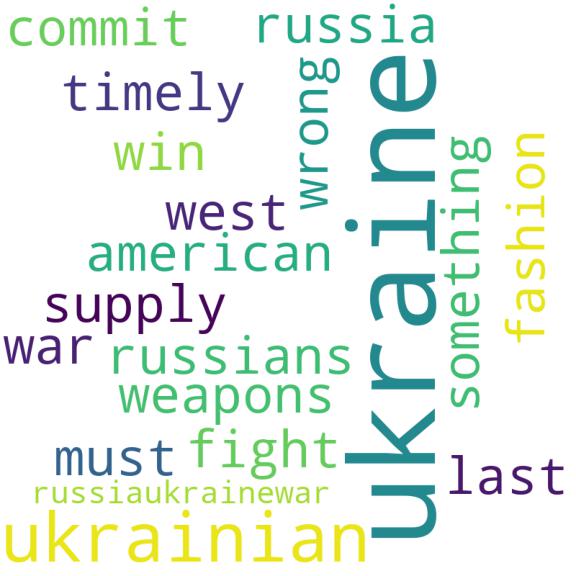 commit
russia
timely
wrong
ukraine
win
something
fashion
west
american
supply
war
russians
weapons
must
fight
last
russiaukrainewar
ukrainian